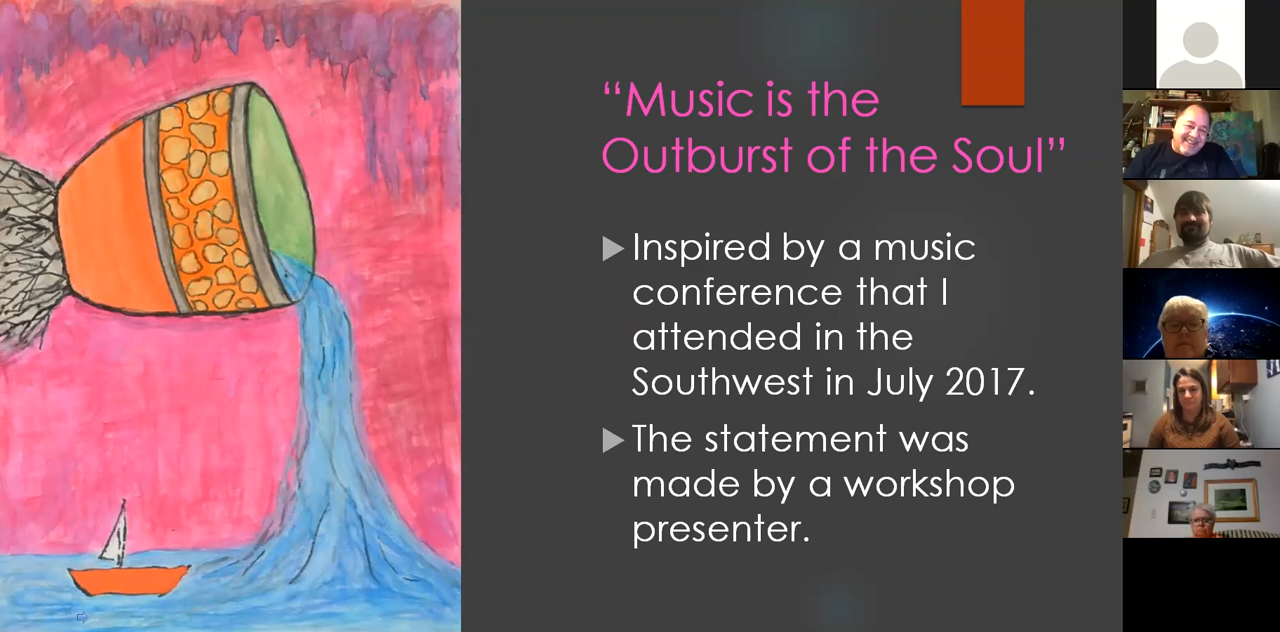 “Music is the
Outburst of the Soul”
Inspired by a music
conference that I
attended in the
Southwest in July 2017.
The statement was
made by a workshop
presenter.